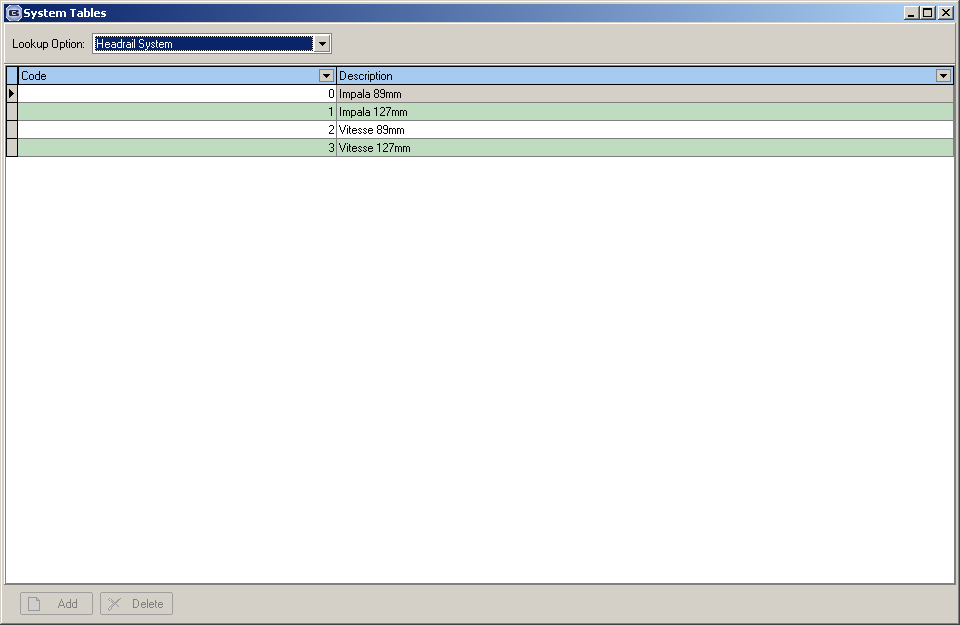 System Tables
Lookup Option: Headrail System
Code Description
0 Impala 89mm
1 Impala 127mm
2 Vitesse 89mm
3 Vitesse 127mm
Add Delete